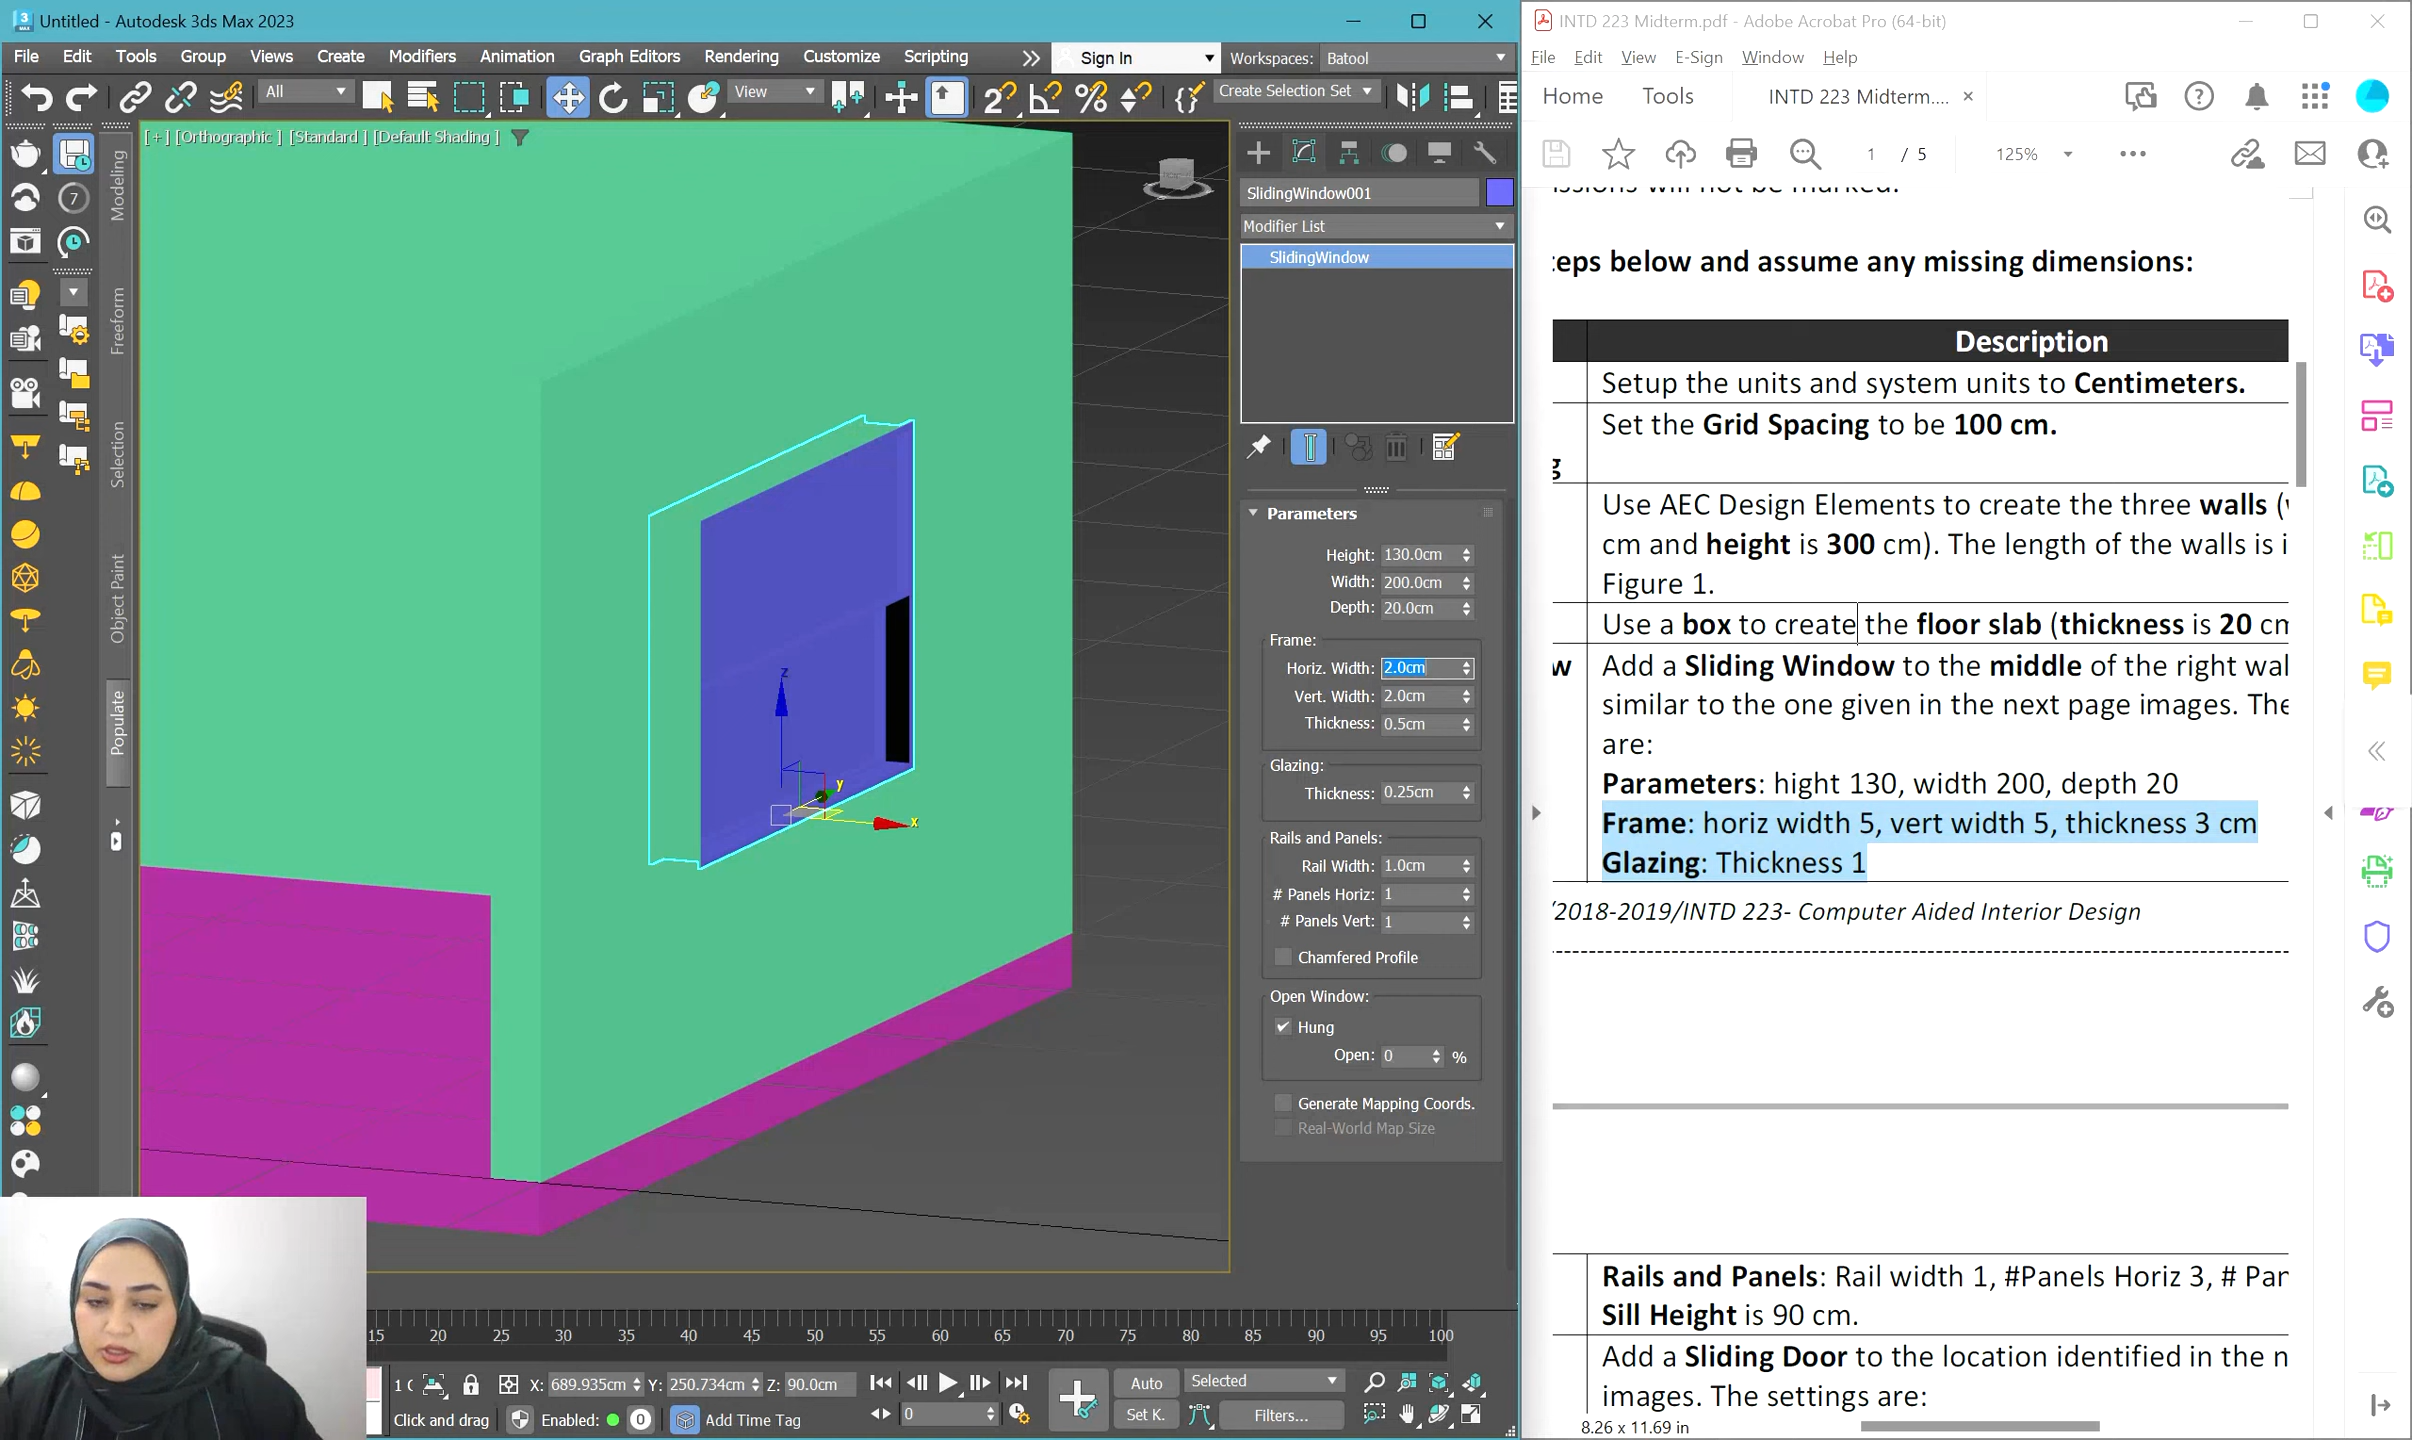 Untitled - Autodesk 3ds Max 2023
File Edit Tools Group Views Create Modifiers Animation Graph Editors Rendering Customize Scripting
Sign In
Workspaces: Batool
All
View
Create Selection Set
[ + ] [Orthographic ] [Standard ] [Default Shading ]
7
Modeling
Freeform
Selection
Object Paint
Populate
z
y
x
SlidingWindow001
Modifier List
SlidingWindow
Parameters
Height: 130.0cm
Width: 200.0cm
Depth: 20.0cm
Frame:
Horiz. Width: 2.0cm
Vert. Width: 2.0cm
Thickness: 0.5cm
Glazing:
Thickness: 0.25cm
Rails and Panels:
Rail Width: 1.0cm
# Panels Horiz: 1
# Panels Vert: 1
Chamfered Profile
Open Window:
Hung
Open: 0 %
Generate Mapping Coords.
Real-World Map Size
15 20 25 30 35 40 45 50 55 60 65 70 75 80 85 90 95 100
X: 689.935cm Y: 250.734cm Z: 90.0cm
Auto
Selected
Click and drag
Enabled:
0
Add Time Tag
0
Set K.
Filters...
INTD 223 Midterm.pdf - Adobe Acrobat Pro (64-bit)
File Edit View E-Sign Window Help
Home Tools INTD 223 Midterm.... ×
1 / 5
125%
issions will not be marked.
teps below and assume any missing dimensions:
Description
Setup the units and system units to Centimeters.
Set the Grid Spacing to be 100 cm.
g
Use AEC Design Elements to create the three walls (
cm and height is 300 cm). The length of the walls is i
Figure 1.
Use a box to create the floor slab (thickness is 20 cm
w
Add a Sliding Window to the middle of the right wal
similar to the one given in the next page images. The
are:
Parameters: hight 130, width 200, depth 20
Frame: horiz width 5, vert width 5, thickness 3 cm
Glazing: Thickness 1
/2018-2019/INTD 223- Computer Aided Interior Design
Rails and Panels: Rail width 1, #Panels Horiz 3, # Pan
Sill Height is 90 cm.
Add a Sliding Door to the location identified in the n
images. The settings are:
8.26 x 11.69 in